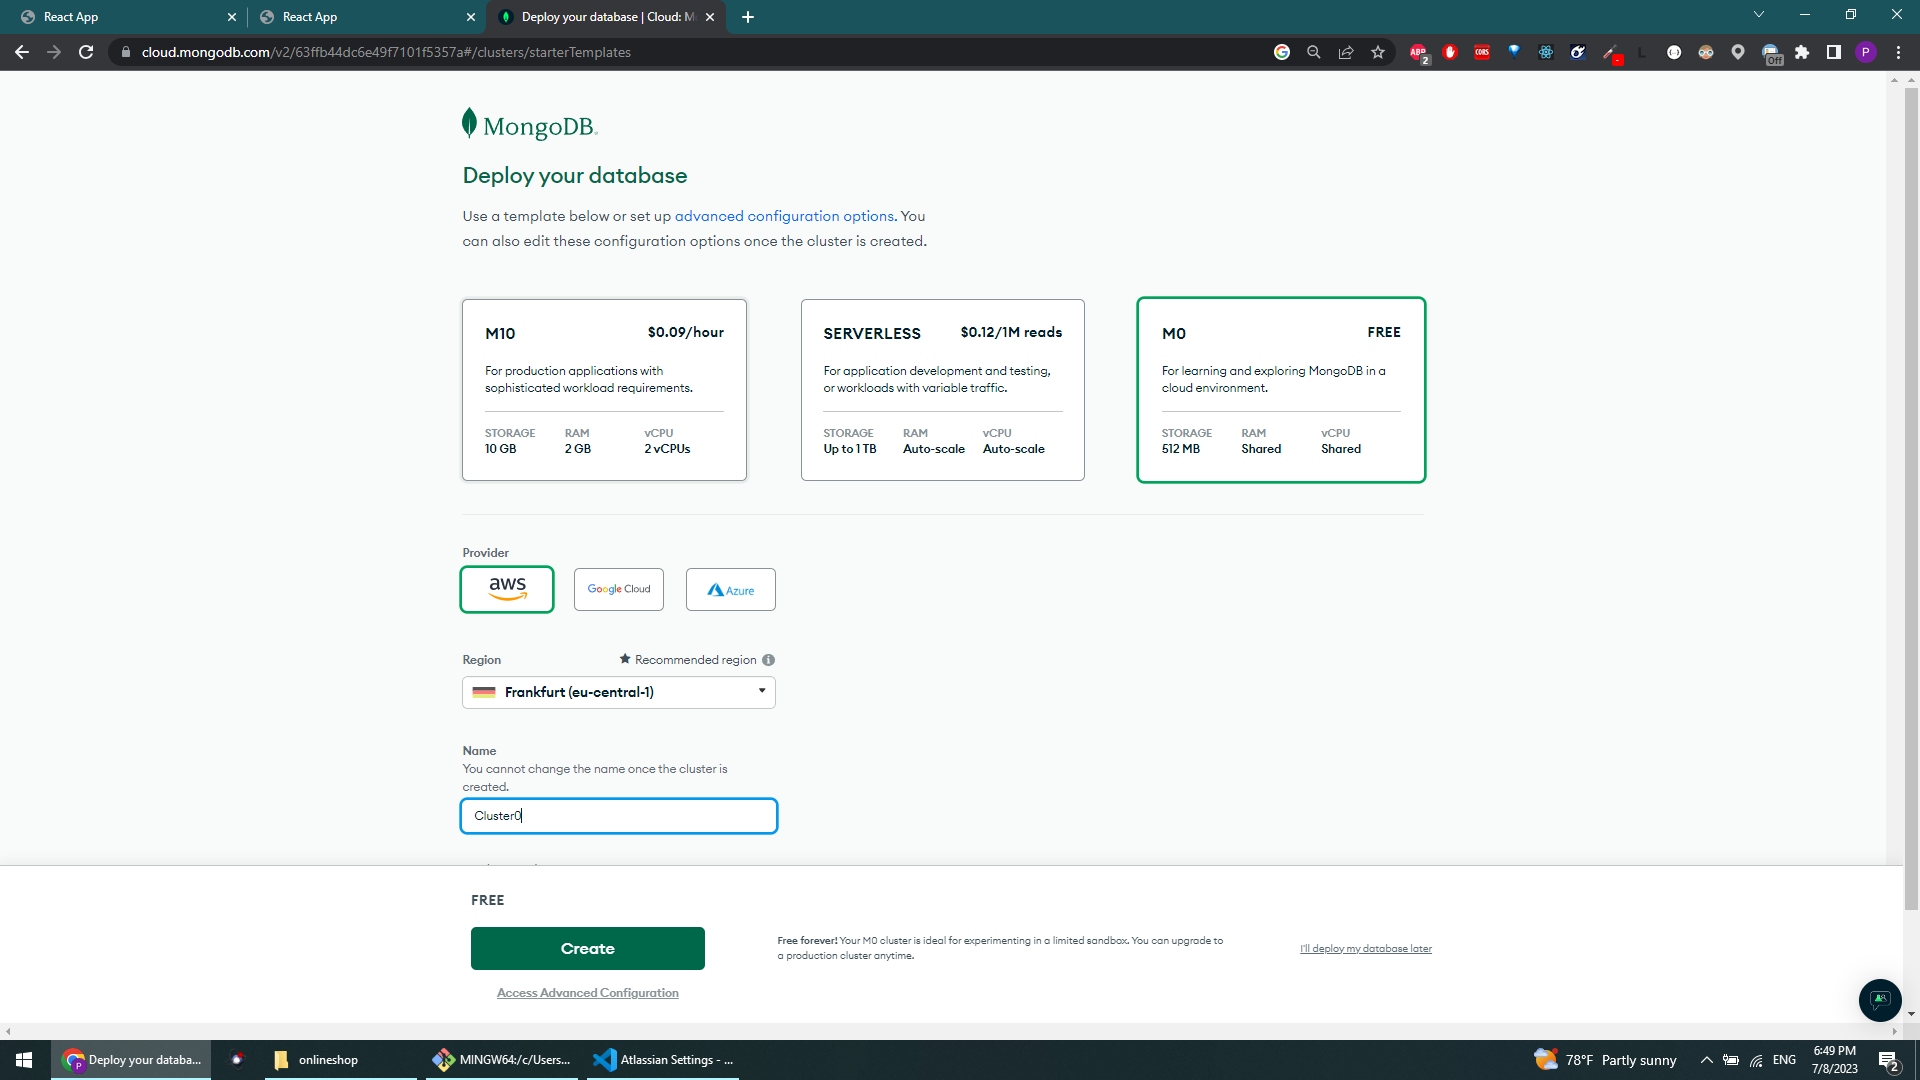 React App
React App
Deploy your database | Cloud: M
cloud.mongodb.com/v2/63ffb44dc6e49f7101f5357a#/clusters/starterTemplates
ABP
2
CORS
L
Off
P
MongoDB.
Deploy your database
Use a template below or set up advanced configuration options. You
can also edit these configuration options once the cluster is created.
M10 $0.09/hour
For production applications with
sophisticated workload requirements.
STORAGE RAM vCPU
10 GB 2 GB 2 vCPUs
SERVERLESS $0.12/1M reads
For application development and testing,
or workloads with variable traffic.
STORAGE RAM vCPU
Up to 1 TB Auto-scale Auto-scale
M0 FREE
For learning and exploring MongoDB in a
cloud environment.
STORAGE RAM vCPU
512 MB Shared Shared
Provider
aws
Google Cloud
Azure
Region ★ Recommended region
Frankfurt (eu-central-1)
Name
You cannot change the name once the cluster is
created.
Cluster0
FREE
Create
Free forever! Your M0 cluster is ideal for experimenting in a limited sandbox. You can upgrade to
a production cluster anytime.
I'll deploy my database later
Access Advanced Configuration
P
Deploy your databa...
onlineshop
MINGW64:/c/Users...
Atlassian Settings - ...
78°F Partly sunny
ENG
6:49 PM
7/8/2023
2